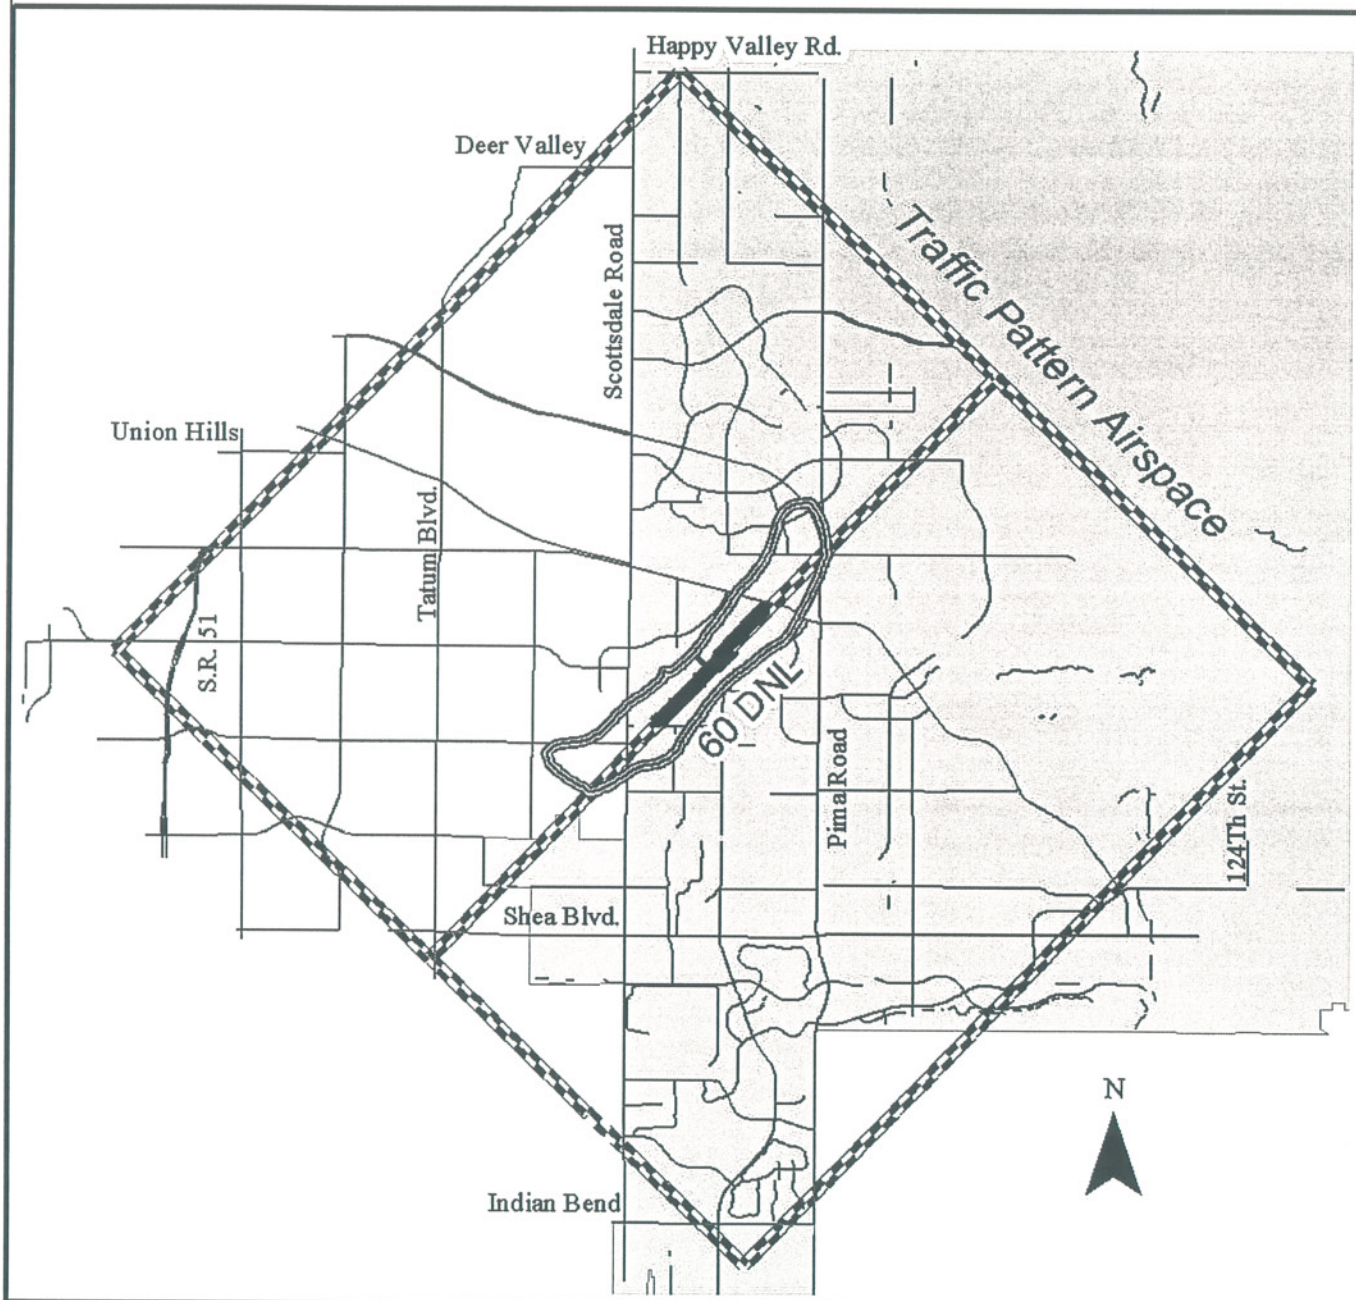 Happy Valley Rd.
Deer Valley
Scottsdale Road
Traffic Pattern Airspace
Union Hills
Tatum Blvd.
S.R. 51
60 DNL
Pima Road
124Th St.
Shea Blvd.
N
Indian Bend